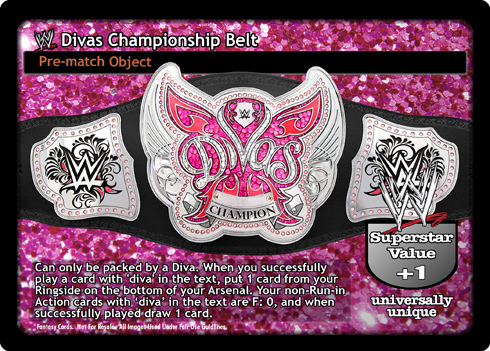 W Divas Championship Belt
Pre-match Object
W
Divas
CHAMPION
W
W
W
Superstar
Value
+1
Can only be packed by a Diva. When you successfully
play a card with 'diva' in the text, put 1 card from your
Ringside on the bottom of your Arsenal. Your non-Run-in
Action cards with 'diva' in the text are F: 0, and when
successfully played draw 1 card.
universally
unique
Fantasy Cards. Not For Resale. All Images Used Under Fair Use Guidlines.